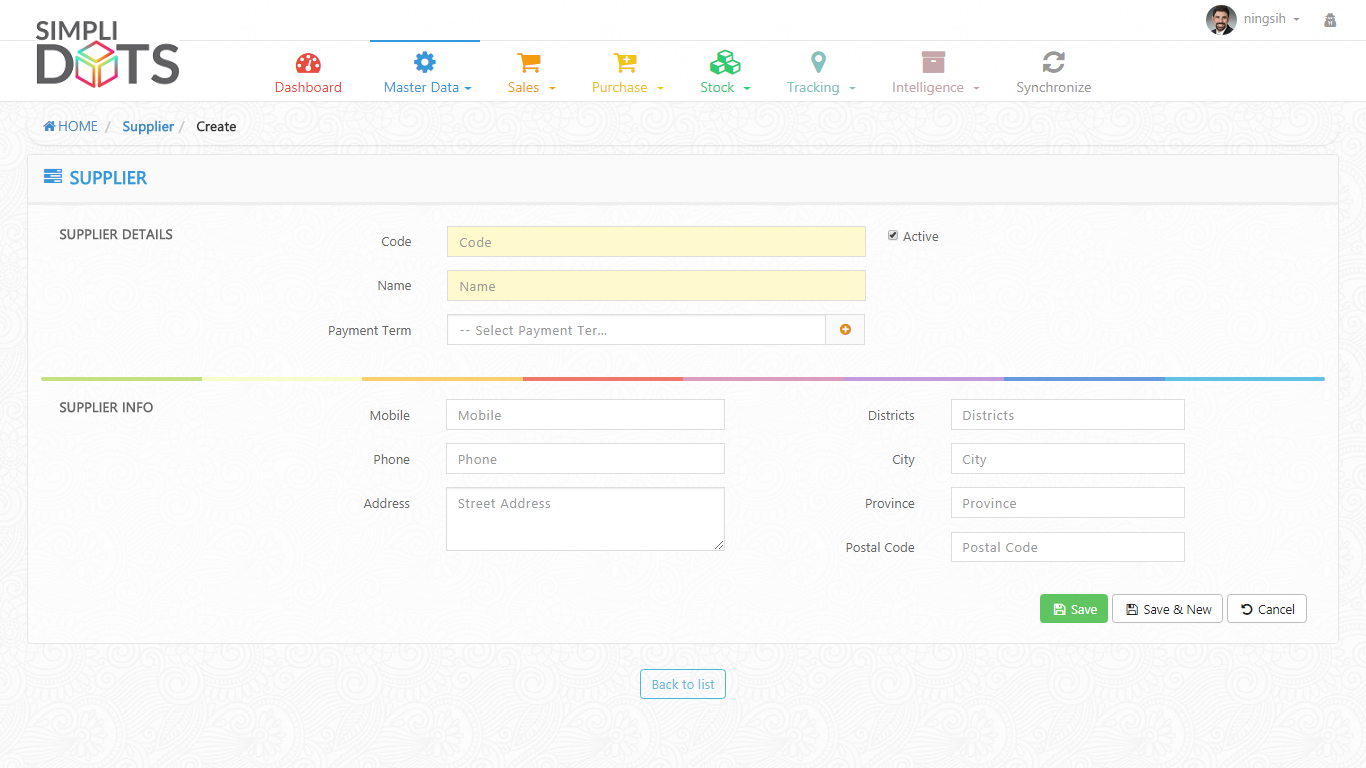 SIMPLI
DOTS
ningsih
Dashboard
Master Data
Sales
Purchase
Stock
Tracking
Intelligence
Synchronize
HOME / Supplier / Create
SUPPLIER
SUPPLIER DETAILS
Code
Code
Active
Name
Name
Payment Term
-- Select Payment Ter...
SUPPLIER INFO
Mobile
Mobile
Districts
Districts
Phone
Phone
City
City
Address
Street Address
Province
Province
Postal Code
Postal Code
Save
Save & New
Cancel
Back to list